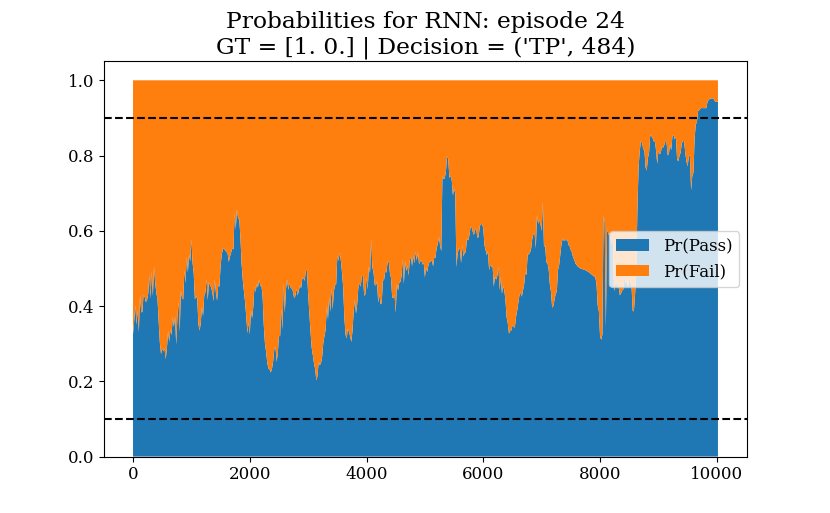 Probabilities for RNN: episode 24
GT = [1. 0.] | Decision = ('TP', 484)
1.0
0.8
0.6
0.4
0.2
0.0
Pr(Pass)
Pr(Fail)
0 2000 4000 6000 8000 10000